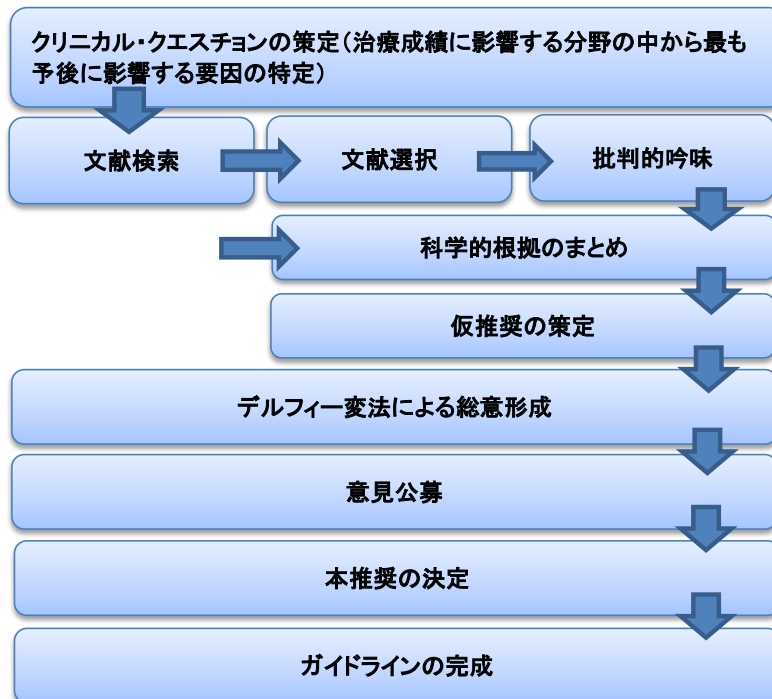 クリニカル・クエスチョンの策定(治療成績に影響する分野の中から最も
予後に影響する要因の特定)
文献検索
文献選択
批判的吟味
科学的根拠のまとめ
仮推奨の策定
デルフィー変法による総意形成
意見公募
本推奨の決定
ガイドラインの完成